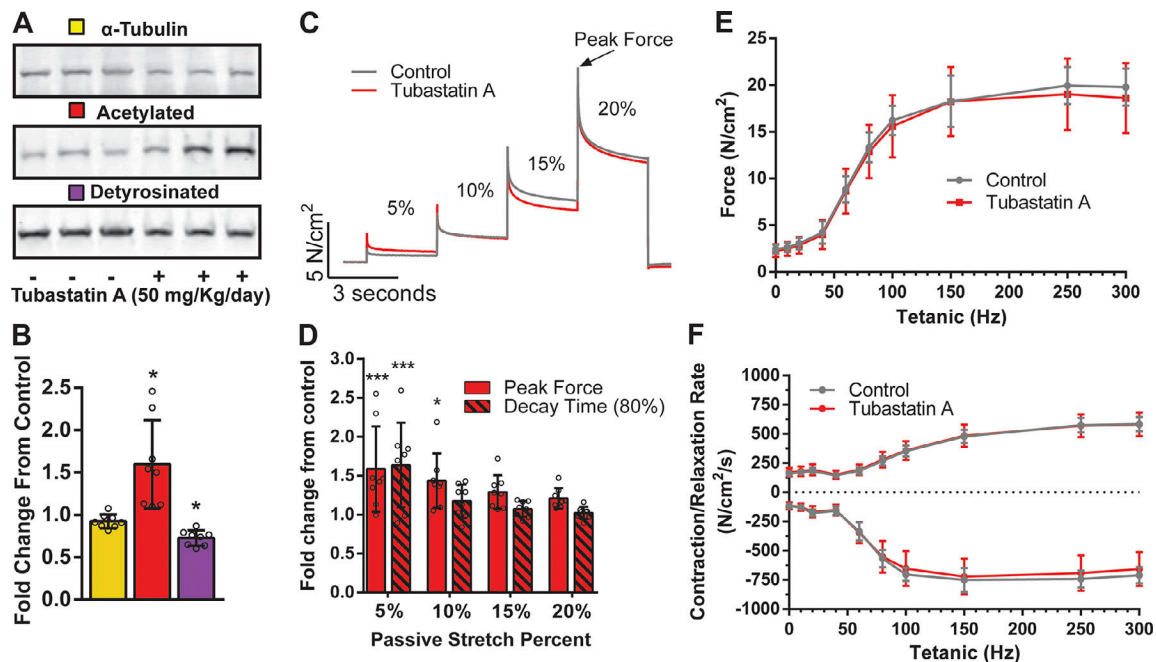 A
α-Tubulin
Acetylated
Detyrosinated
- - - + + +
Tubastatin A (50 mg/Kg/day)
B
Fold Change From Control
2.5
2.0
1.5
1.0
0.5
0.0
*
*
C
Control
Tubastatin A
Peak Force
5%
10%
15%
20%
5 N/cm2
3 seconds
D
Fold change from control
3.0
2.5
2.0
1.5
1.0
0.5
*** *** *
Peak Force
Decay Time (80%)
5% 10% 15% 20%
Passive Stretch Percent
E
Force (N/cm2)
25
20
15
10
5
0
Control
Tubastatin A
0 50 100 150 200 250 300
Tetanic (Hz)
F
Contraction/Relaxation Rate
(N/cm2/s)
1000
750
500
250
0
-250
-500
-750
-1000
Control
Tubastatin A
0 50 100 150 200 250 300
Tetanic (Hz)